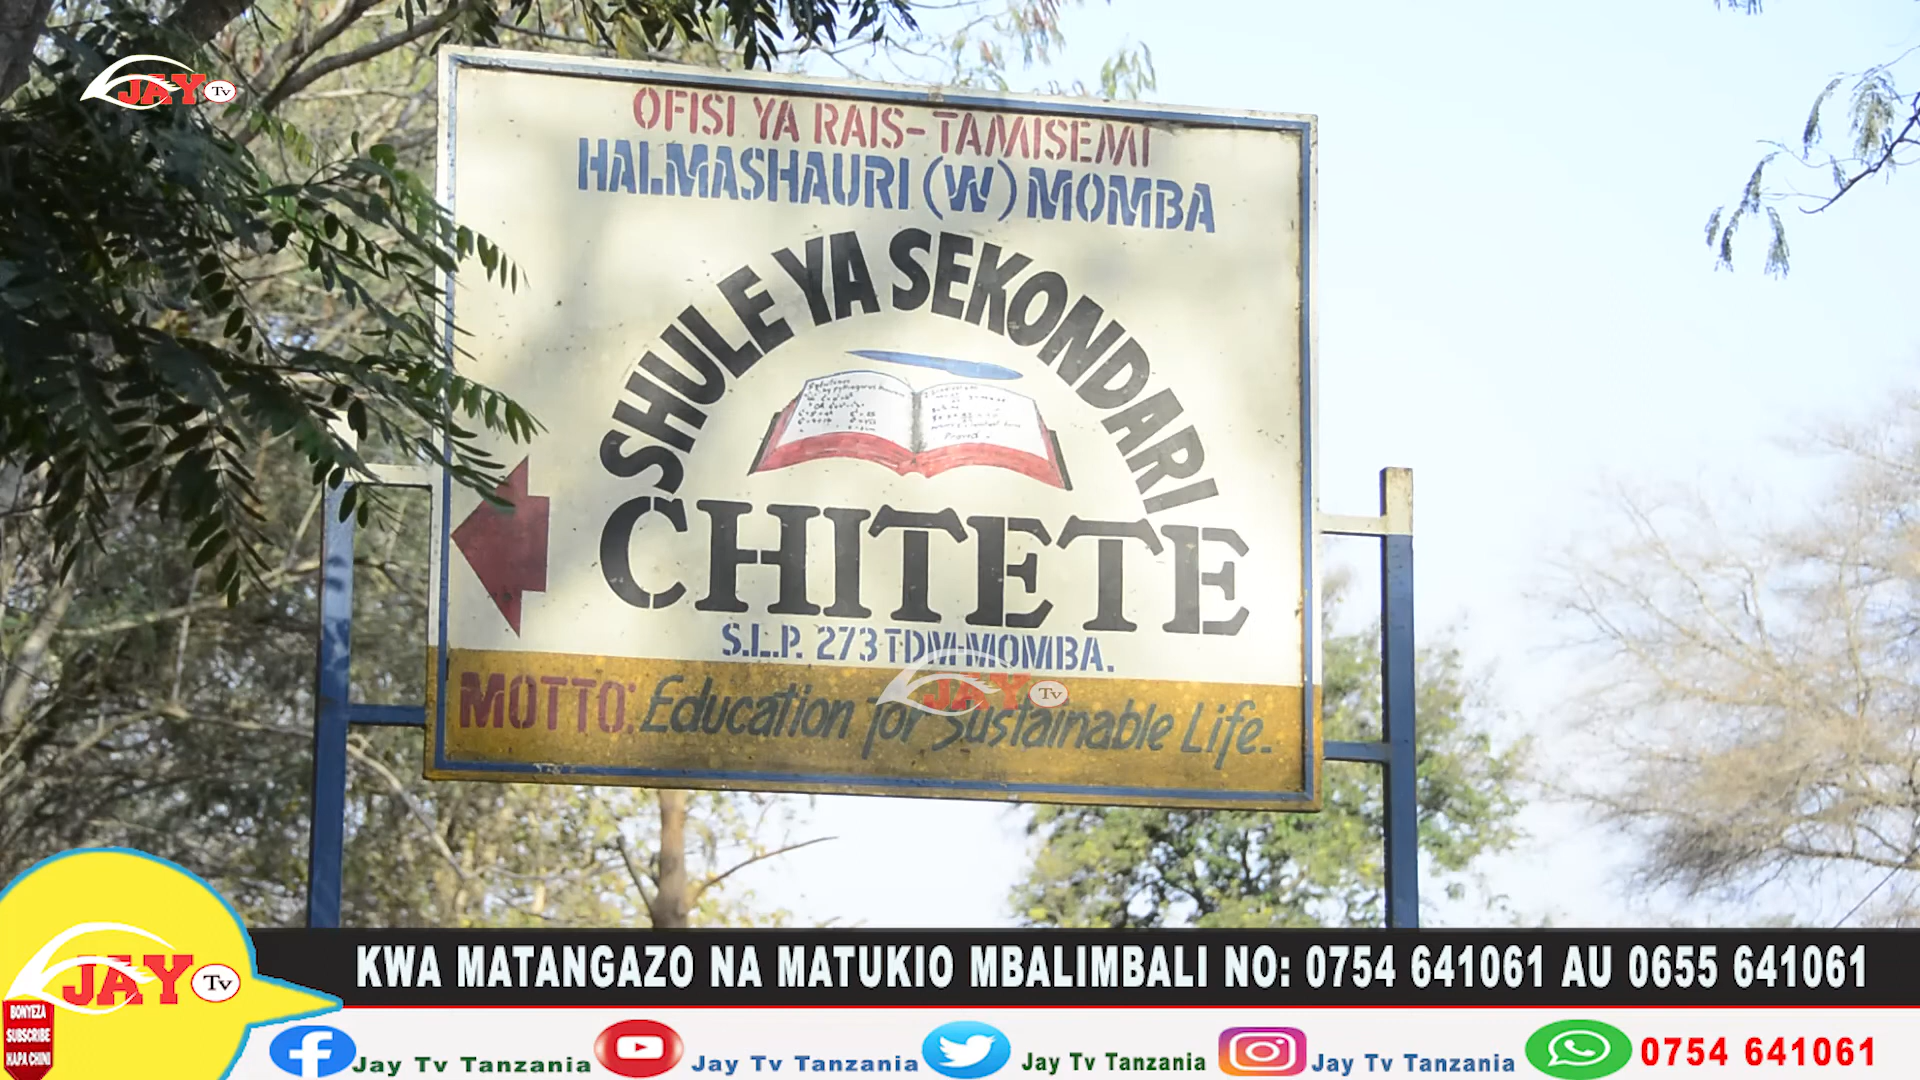 JAY Tv
OFISI YA RAIS-TAMISEMI
HALMASHAURI (W) MOMBA
SHULE YA SEKONDARI
CHITETE
S.L.P. 273 TDM-MOMBA.
JAY Tv
MOTTO: Education for Sustainable Life.
KWA MATANGAZO NA MATUKIO MBALIMBALI NO: 0754 641061 AU 0655 641061
JAY Tv
BONYEZA
SUBSCRIBE
HAPA CHINI
Jay Tv Tanzania
Jay Tv Tanzania
Jay Tv Tanzania
Jay Tv Tanzania
0754 641061